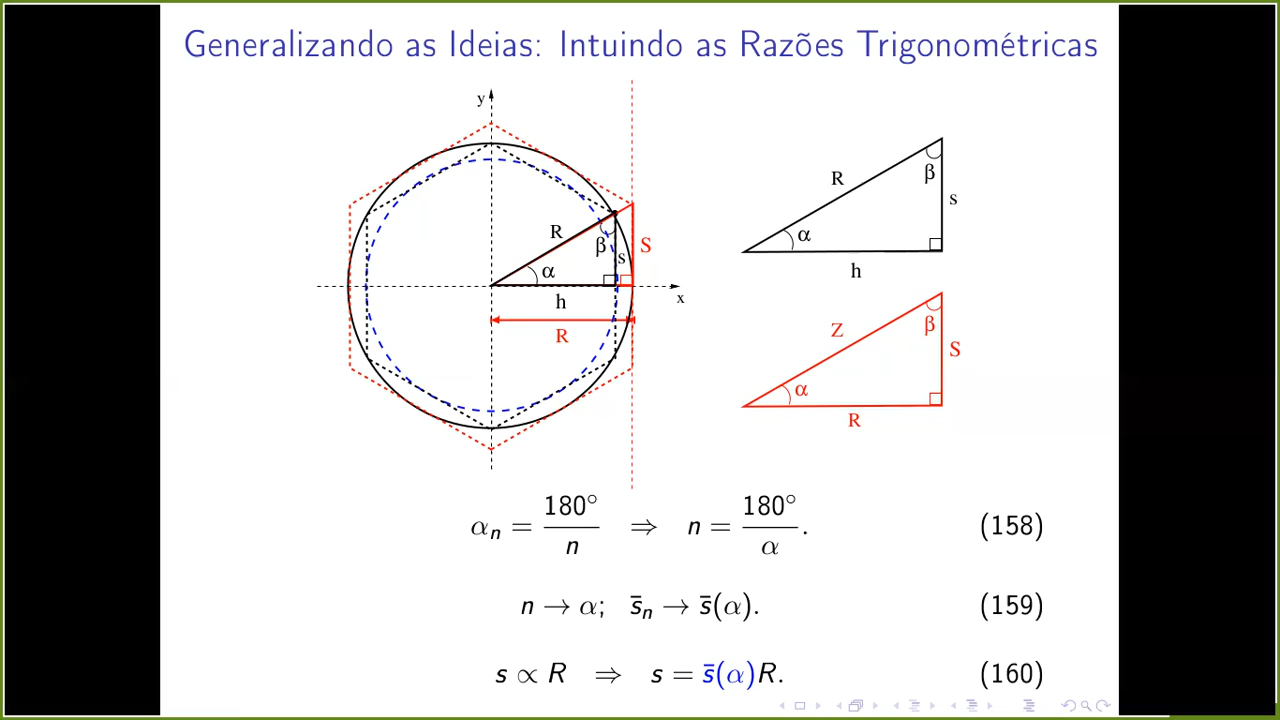 Generalizando as Ideias: Intuindo as Razões Trigonométricas
y
R
β
s
S
α
h
x
R
R
β
s
α
h
Z
β
S
α
R
αₙ = 180° / n ⇒ n = 180° / α. (158)
n → α; s̄ₙ → s̄(α). (159)
s ∝ R ⇒ s = s̄(α)R. (160)